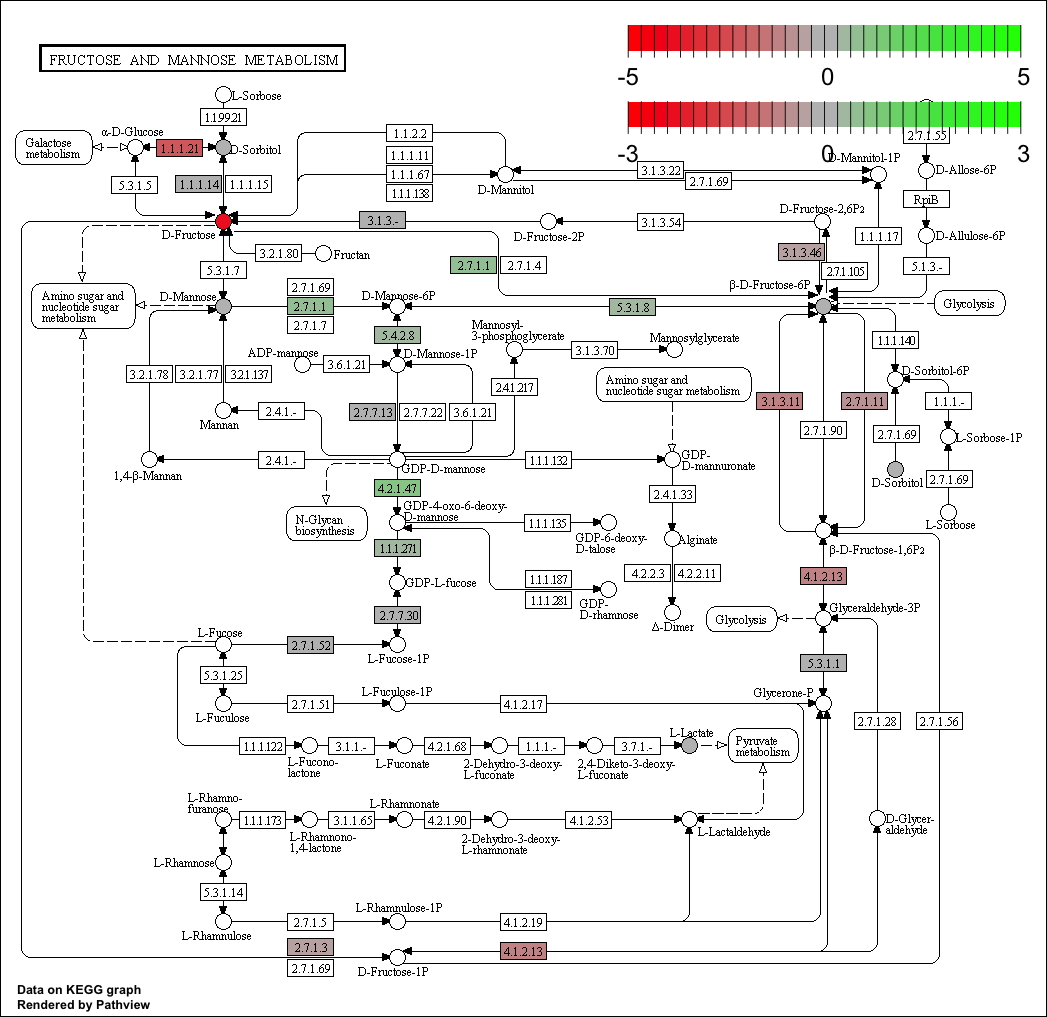 FRUCTOSE AND MANNOSE METABOLISM
-5 0 5
-3 0 3
L-Sorbose
1.1.99.21
α-D-Glucose
Galactose
metabolism
1.1.1.21
D-Sorbitol
5.3.1.5
1.1.1.14
1.1.1.15
1.1.2.2
1.1.1.11
1.1.1.67
1.1.1.138
D-Mannitol
3.1.3.22
2.7.1.69
D-Mannitol-1P
2.7.1.55
D-Allose-6P
RpiB
D-Allulose-6P
5.1.3.-
D-Fructose
3.1.3.-
D-Fructose-2P
3.1.3.54
D-Fructose-2,6P2
1.1.1.17
3.2.1.80
Fructan
3.1.3.46
2.7.1.105
5.3.1.7
2.7.1.1
2.7.1.4
β-D-Fructose-6P
Glycolysis
Amino sugar and
nucleotide sugar
metabolism
D-Mannose
2.7.1.69
2.7.1.1
2.7.1.7
D-Mannose-6P
5.3.1.8
5.4.2.8
Mannosyl-
3-phosphoglycerate
3.1.3.70
Mannosylglycerate
1.1.1.140
ADP-mannose
3.6.1.21
D-Mannose-1P
3.2.1.78
3.2.1.77
3.2.1.137
2.4.1.217
Amino sugar and
nucleotide sugar metabolism
D-Sorbitol-6P
1.1.1.-
3.1.3.11
2.7.1.11
2.4.1.-
Mannan
2.7.7.13
2.7.7.22
3.6.1.21
2.7.1.90
2.7.1.69
L-Sorbose-1P
2.4.1.-
1,4-β-Mannan
GDP-D-mannose
1.1.1.132
GDP-
D-mannuronate
D-Sorbitol
2.7.1.69
4.2.1.47
N-Glycan
biosynthesis
GDP-4-oxo-6-deoxy-
D-mannose
2.4.1.33
L-Sorbose
1.1.1.135
GDP-6-deoxy-
D-talose
Alginate
1.1.1.271
β-D-Fructose-1,6P2
GDP-L-fucose
1.1.1.187
1.1.1.281
GDP-
D-rhamnose
4.2.2.3
4.2.2.11
4.1.2.13
Δ-Dimer
Glycolysis
Glyceraldehyde-3P
2.7.7.30
L-Fucose
2.7.1.52
L-Fucose-1P
5.3.1.1
5.3.1.25
L-Fuculose
2.7.1.51
L-Fuculose-1P
4.1.2.17
Glycerone-P
2.7.1.28
2.7.1.56
1.1.1.122
L-Fucono-
lactone
3.1.1.-
L-Fuconate
4.2.1.68
2-Dehydro-3-deoxy-
L-fuconate
1.1.1.-
2,4-Diketo-3-deoxy-
L-fuconate
3.7.1.-
L-Lactate
Pyruvate
metabolism
L-Rhamno-
furanose
1.1.1.173
L-Rhamnono-
1,4-lactone
3.1.1.65
L-Rhamnonate
4.2.1.90
2-Dehydro-3-deoxy-
L-rhamnonate
4.1.2.53
L-Lactaldehyde
D-Glycer-
aldehyde
L-Rhamnose
5.3.1.14
L-Rhamnulose
2.7.1.5
L-Rhamnulose-1P
4.1.2.19
2.7.1.3
2.7.1.69
D-Fructose-1P
4.1.2.13
Data on KEGG graph
Rendered by Pathview